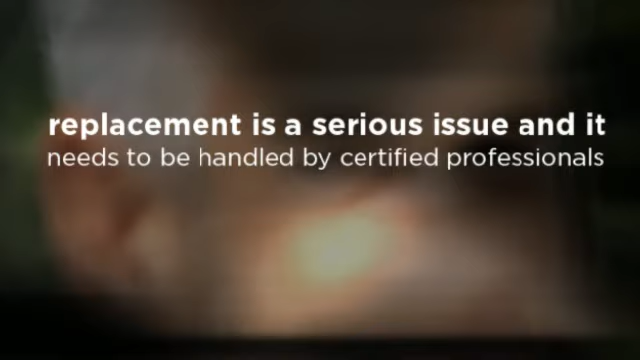 replacement is a serious issue and it
needs to be handled by certified professionals